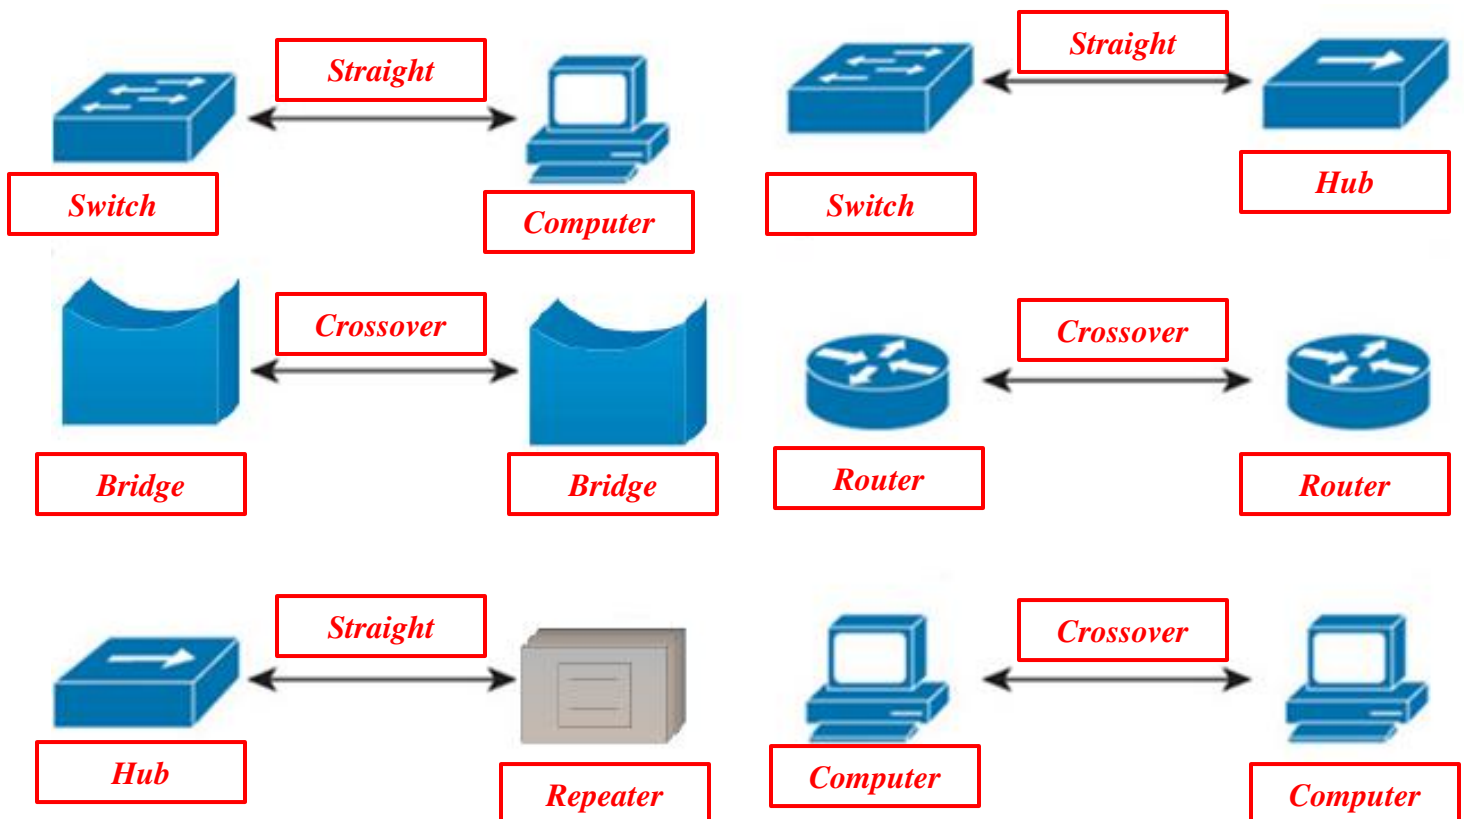 Straight
Switch
Computer
Straight
Switch
Hub
Crossover
Bridge
Bridge
Crossover
Router
Router
Straight
Hub
Repeater
Crossover
Computer
Computer